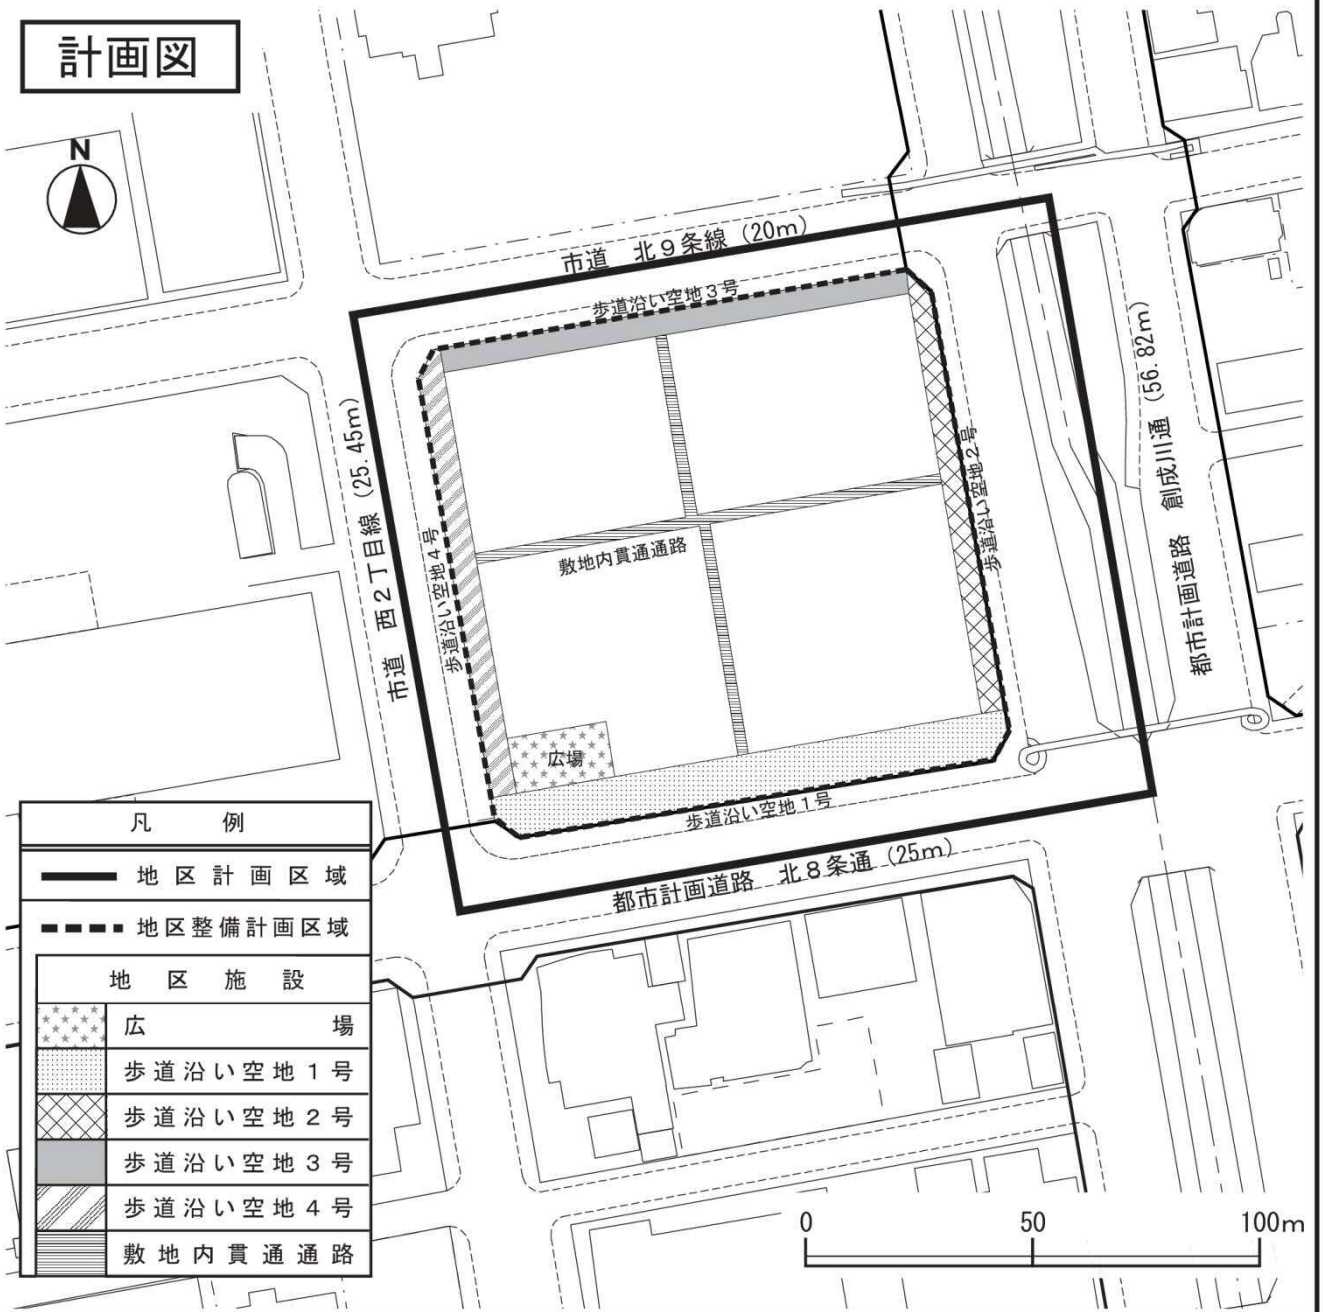 計画図
N
市道 北9条線（20m）
歩道沿い空地3号
市道 西2丁目線（25.45m）
歩道沿い空地4号
敷地内貫通通路
歩道沿い空地2号
都市計画道路 創成川通（56.82m）
広場
歩道沿い空地1号
都市計画道路 北8条通（25m）
凡例
地区計画区域
地区整備計画区域
地区施設
広場
歩道沿い空地1号
歩道沿い空地2号
歩道沿い空地3号
歩道沿い空地4号
敷地内貫通通路
0 50 100m